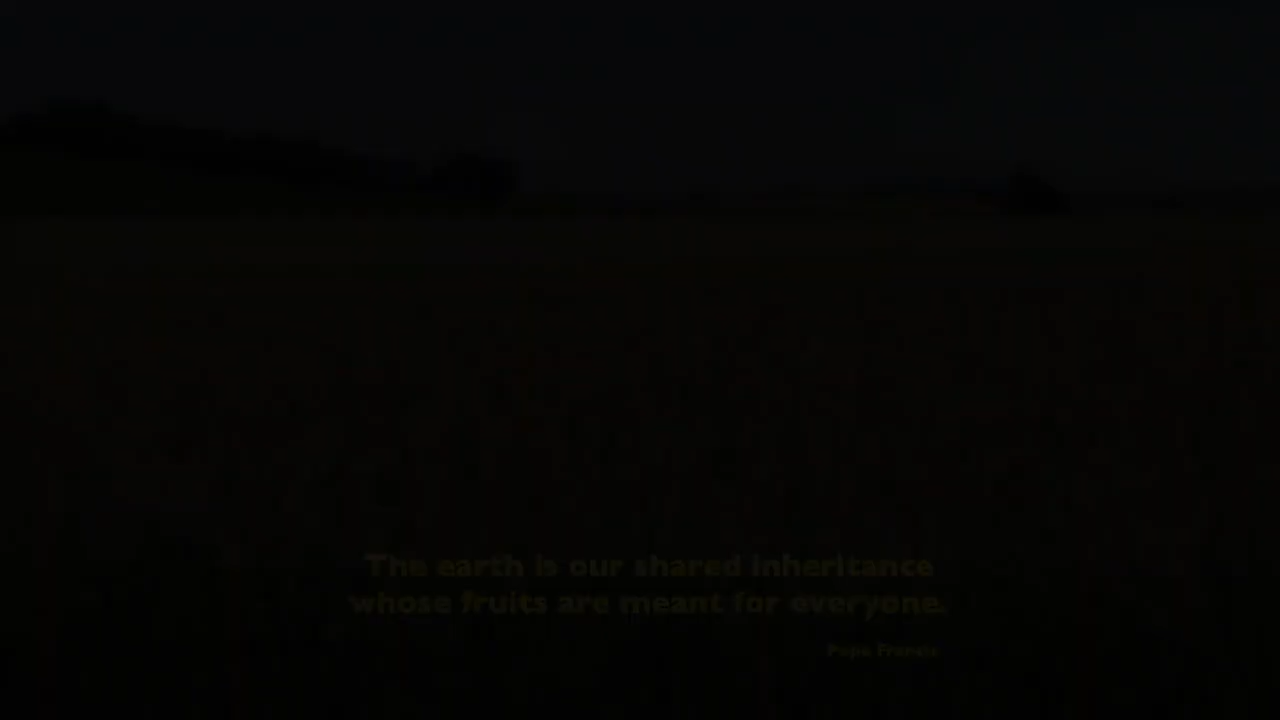 The earth is our shared inheritance
whose fruits are meant for everyone.
Pope Francis